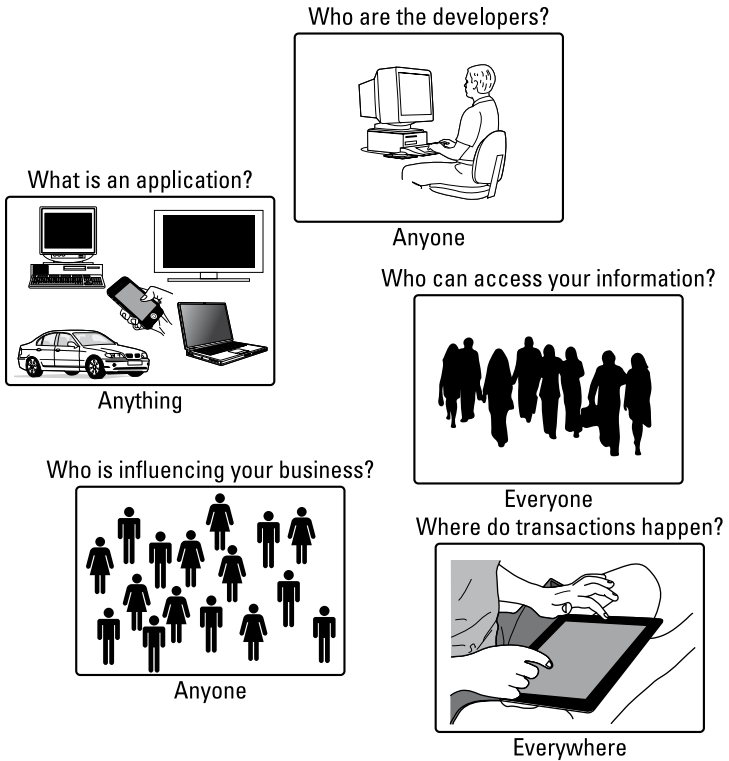 Who are the developers?
Anyone
What is an application?
Anything
Who can access your information?
Everyone
Who is influencing your business?
Anyone
Where do transactions happen?
Everywhere